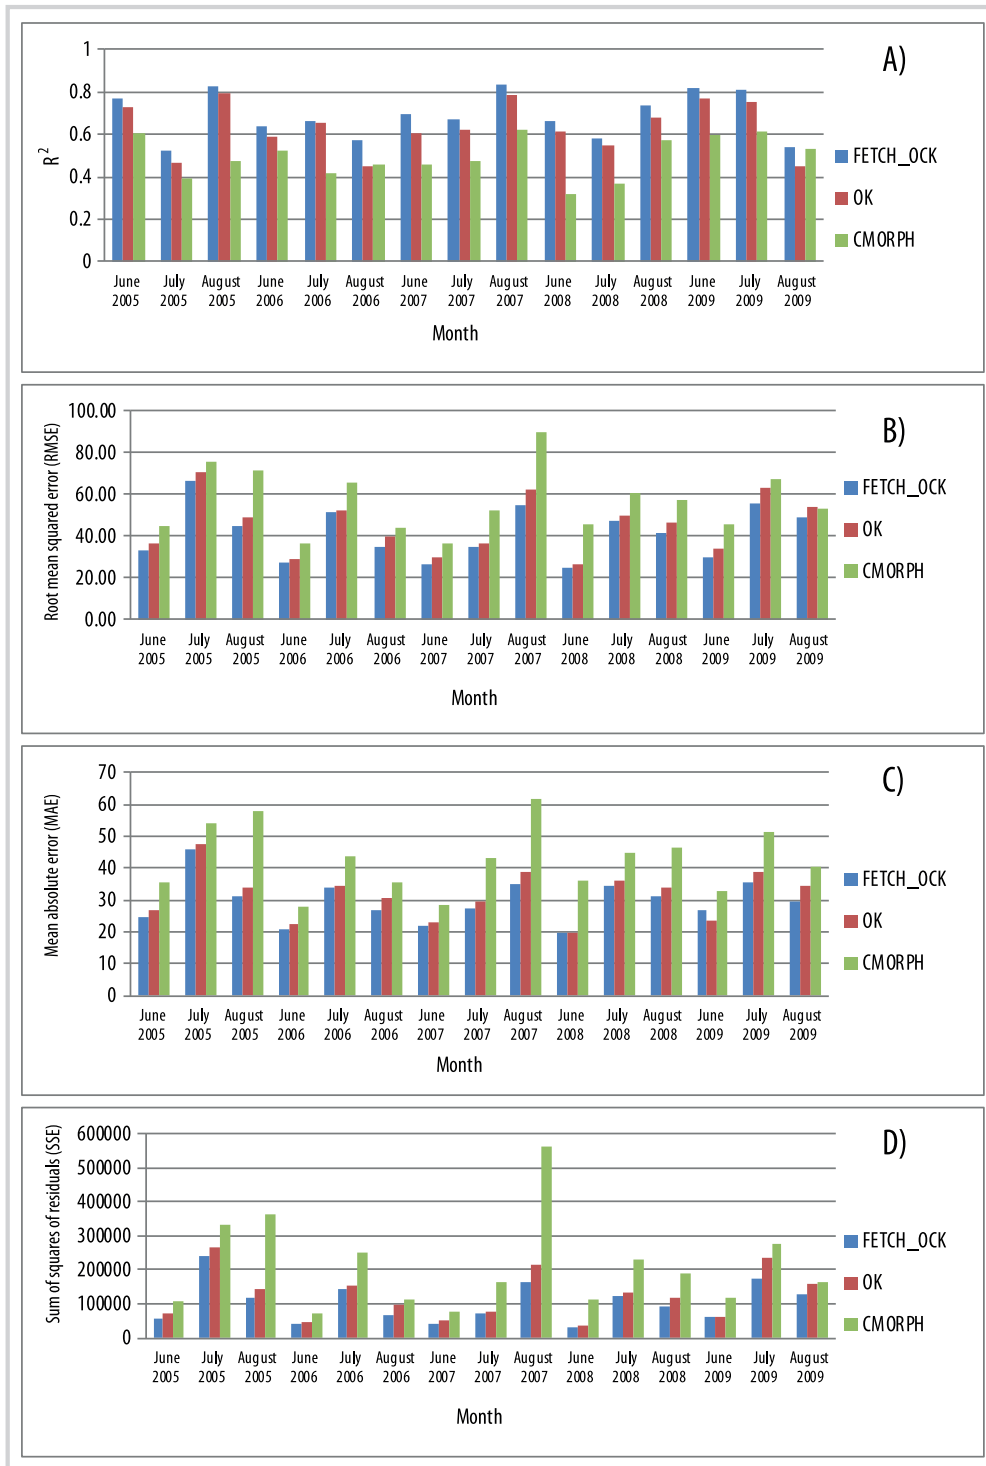 A)
R 2
1
0.8
0.6
0.4
0.2
0
June 2005
July 2005
August 2005
June 2006
July 2006
August 2006
June 2007
July 2007
August 2007
June 2008
July 2008
August 2008
June 2009
July 2009
August 2009
Month
FETCH_OCK
OK
CMORPH
B)
Root mean squared error (RMSE)
100.00
80.00
60.00
40.00
20.00
0.00
June 2005
July 2005
August 2005
June 2006
July 2006
August 2006
June 2007
July 2007
August 2007
June 2008
July 2008
August 2008
June 2009
July 2009
August 2009
Month
FETCH_OCK
OK
CMORPH
C)
Mean absolute error (MAE)
70
60
50
40
30
20
10
0
June 2005
July 2005
August 2005
June 2006
July 2006
August 2006
June 2007
July 2007
August 2007
June 2008
July 2008
August 2008
June 2009
July 2009
August 2009
Month
FETCH_OCK
OK
CMORPH
D)
Sum of squares of residuals (SSE)
600000
500000
400000
300000
200000
100000
0
June 2005
July 2005
August 2005
June 2006
July 2006
August 2006
June 2007
July 2007
August 2007
June 2008
July 2008
August 2008
June 2009
July 2009
August 2009
Month
FETCH_OCK
OK
CMORPH